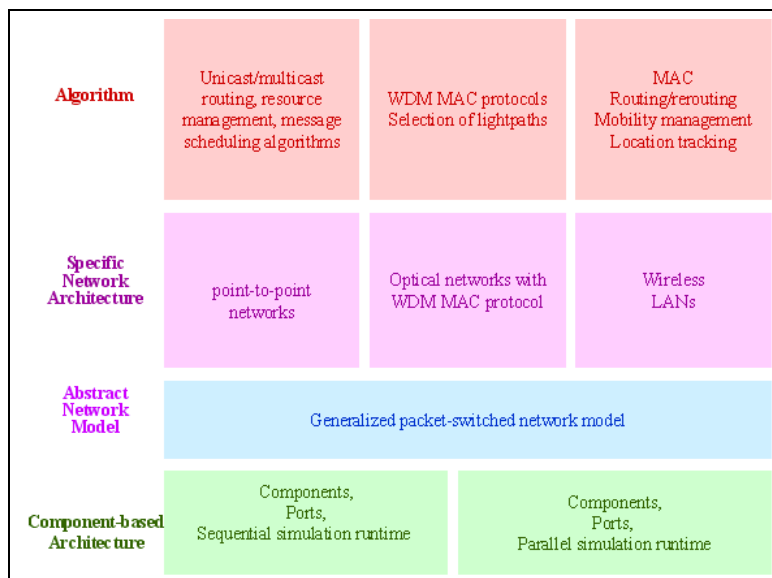 Algorithm
Unicast/multicast
routing, resource
management, message
scheduling algorithms
WDM MAC protocols
Selection of lightpaths
MAC
Routing/rerouting
Mobility management
Location tracking
Specific
Network
Architecture
point-to-point
networks
Optical networks with
WDM MAC protocol
Wireless
LANs
Abstract
Network
Model
Generalized packet-switched network model
Component-based
Architecture
Components,
Ports,
Sequential simulation runtime
Components,
Ports,
Parallel simulation runtime